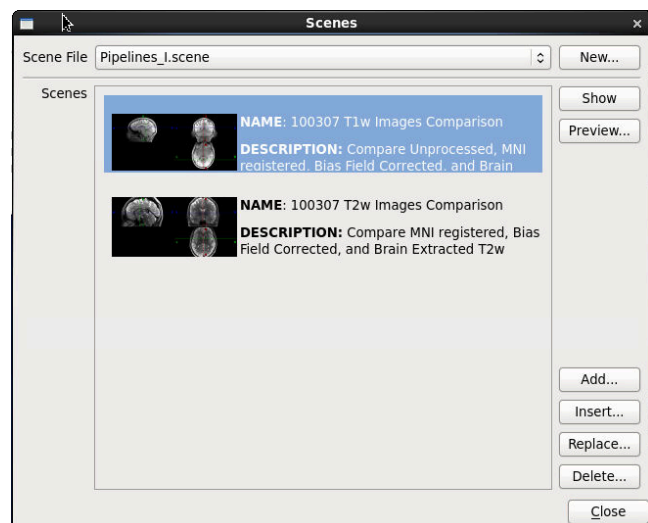 Scenes
Scene File Pipelines_I.scene New...
Scenes
Show
Preview...
NAME: 100307 T1w Images Comparison
DESCRIPTION: Compare Unprocessed, MNI
registered, Bias Field Corrected, and Brain
NAME: 100307 T2w Images Comparison
DESCRIPTION: Compare MNI registered, Bias
Field Corrected, and Brain Extracted T2w
Add...
Insert...
Replace...
Delete...
Close